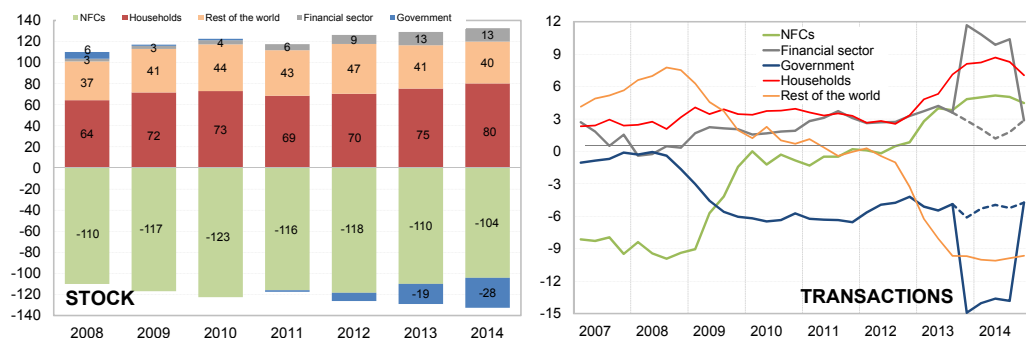 NFCs Households Rest of the world Financial sector Government
140
120
100
80
60
40
20
0
-20
-40
-60
-80
-100
-120
-140
6 3 4 6 9 13 13
3
37 41 44 43 47 41 40
64 72 73 69 70 75 80
-110 -117 -123 -116 -118 -110 -104
-19 -28
STOCK
2008 2009 2010 2011 2012 2013 2014
12
9
6
3
0
-3
-6
-9
-12
-15
NFCs
Financial sector
Government
Households
Rest of the world
TRANSACTIONS
2007 2008 2009 2010 2011 2012 2013 2014